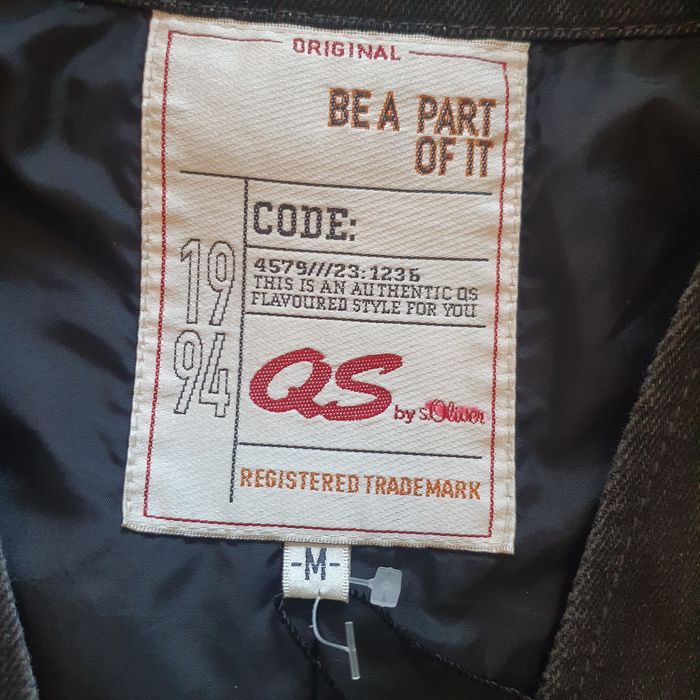 ORIGINAL
BE A PART
OF IT
CODE:
19
94
4579///23:1236
THIS IS AN AUTHENTIC QS
FLAVOURED STYLE FOR YOU
QS
by s.Oliver
REGISTERED TRADEMARK
-M-